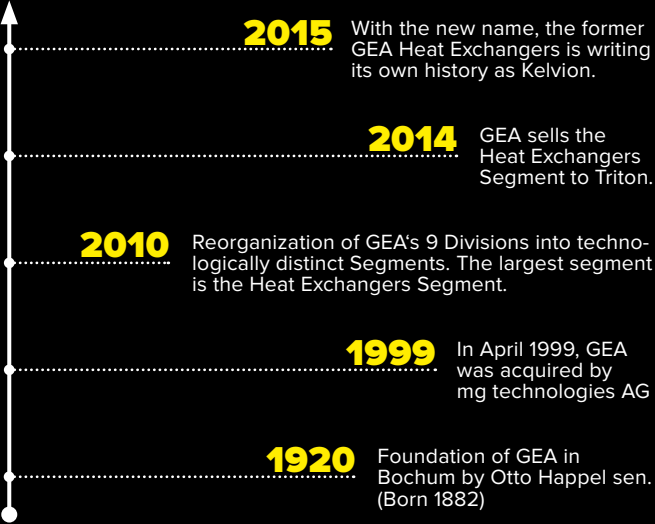 2015
With the new name, the former
GEA Heat Exchangers is writing
its own history as Kelvion.
2014
GEA sells the
Heat Exchangers
Segment to Triton.
2010
Reorganization of GEA‘s 9 Divisions into techno-
logically distinct Segments. The largest segment
is the Heat Exchangers Segment.
1999
In April 1999, GEA
was acquired by
mg technologies AG
1920
Foundation of GEA in
Bochum by Otto Happel sen.
(Born 1882)